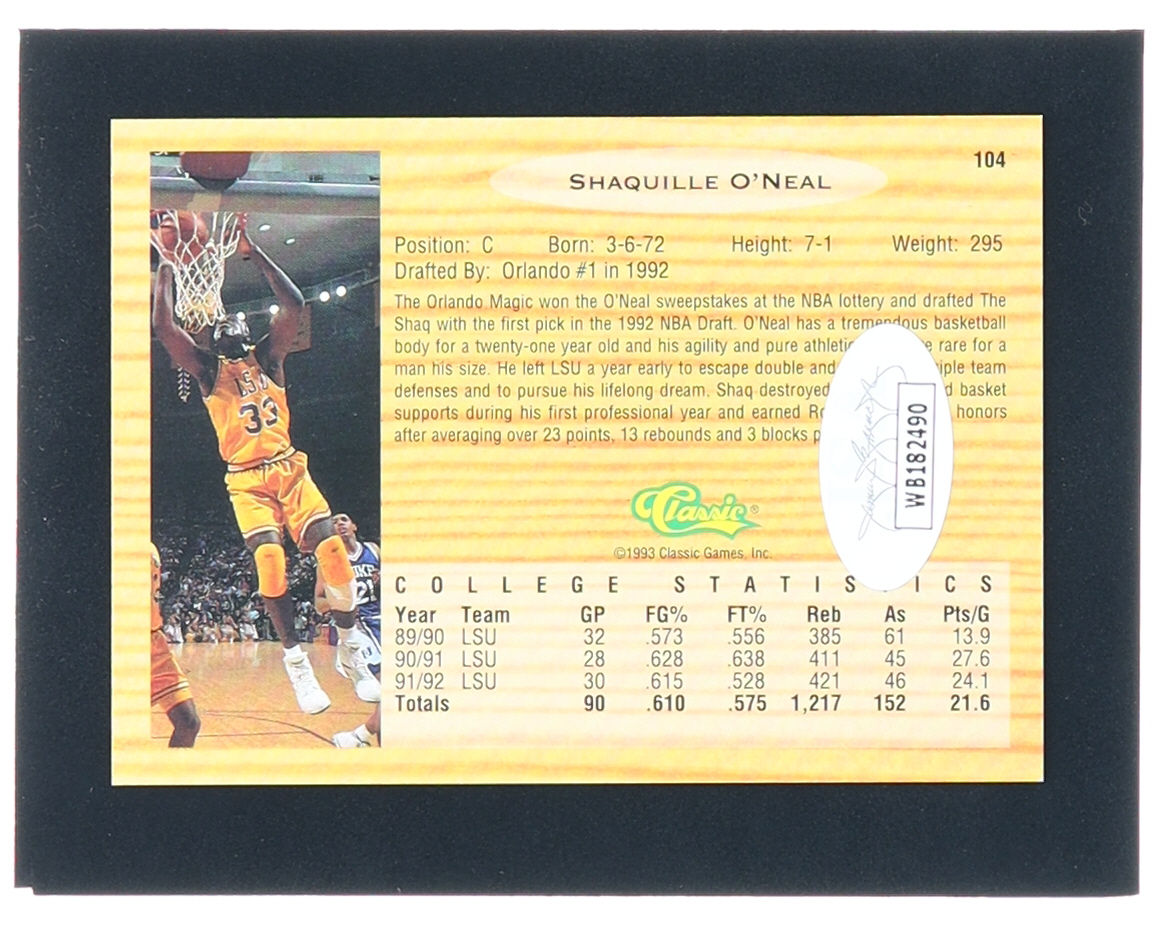 104
SHAQUILLE O'NEAL
Position: C Born: 3-6-72 Height: 7-1 Weight: 295
Drafted By: Orlando #1 in 1992
The Orlando Magic won the O'Neal sweepstakes at the NBA lottery and drafted The
Shaq with the first pick in the 1992 NBA Draft. O'Neal has a tremendous basketball
body for a twenty-one year old and his agility and pure athletic e rare for a
man his size. He left LSU a year early to escape double and iple team
defenses and to pursue his lifelong dream. Shaq destroyed d basket
supports during his first professional year and earned Ro honors
after averaging over 23 points, 13 rebounds and 3 blocks p
WB182490
LSU
33
DUKE
21
Classic®
©1993 Classic Games, Inc.
COLLEGE STATIS ICS
Year Team GP FG% FT% Reb As Pts/G
89/90 LSU 32 .573 .556 385 61 13.9
90/91 LSU 28 .628 .638 411 45 27.6
91/92 LSU 30 .615 .528 421 46 24.1
Totals 90 .610 .575 1,217 152 21.6